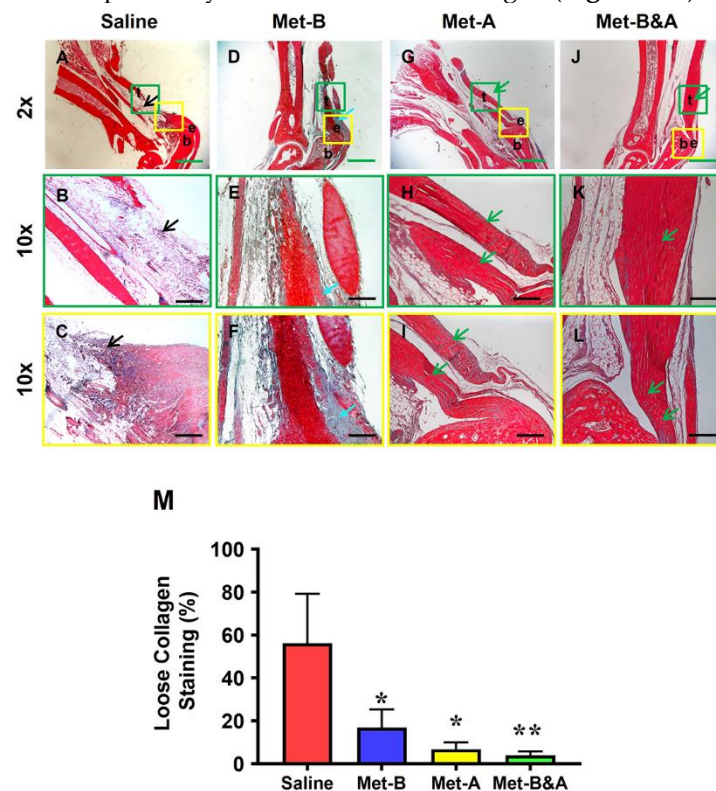 Saline Met-B Met-A Met-B&A
2x
A t e b
D e b
G t e b
J t b e
10x
B E H K
10x
C F I L
M
Loose Collagen
Staining (%)
100
80
60
40
20
0
* * **
Saline Met-B Met-A Met-B&A